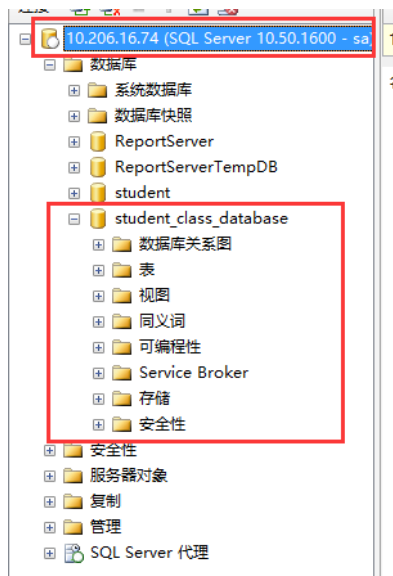 10.206.16.74 (SQL Server 10.50.1600 - sa)
数据库
系统数据库
数据库快照
ReportServer
ReportServerTempDB
student
student_class_database
数据库关系图
表
视图
同义词
可编程性
Service Broker
存储
安全性
安全性
服务器对象
复制
管理
SQL Server 代理